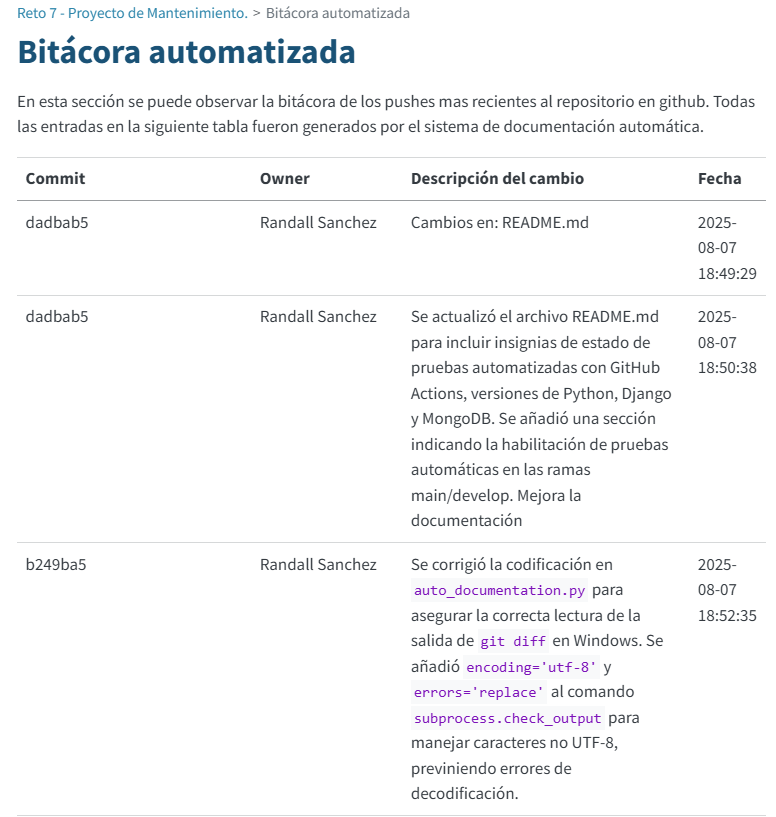 Reto 7 - Proyecto de Mantenimiento. > Bitácora automatizada
Bitácora automatizada
En esta sección se puede observar la bitácora de los pushes mas recientes al repositorio en github. Todas
las entradas en la siguiente tabla fueron generados por el sistema de documentación automática.
Commit Owner Descripción del cambio Fecha
dadbab5 Randall Sanchez Cambios en: README.md 2025-
08-07
18:49:29
dadbab5 Randall Sanchez Se actualizó el archivo README.md 2025-
para incluir insignias de estado de 08-07
pruebas automatizadas con GitHub 18:50:38
Actions, versiones de Python, Django
y MongoDB. Se añadió una sección
indicando la habilitación de pruebas
automáticas en las ramas
main/develop. Mejora la
documentación
b249ba5 Randall Sanchez Se corrigió la codificación en 2025-
auto_documentation.py para 08-07
asegurar la correcta lectura de la 18:52:35
salida de git diff en Windows. Se
añadió encoding='utf-8' y
errors='replace' al comando
subprocess.check_output para
manejar caracteres no UTF-8,
previniendo errores de
decodificación.